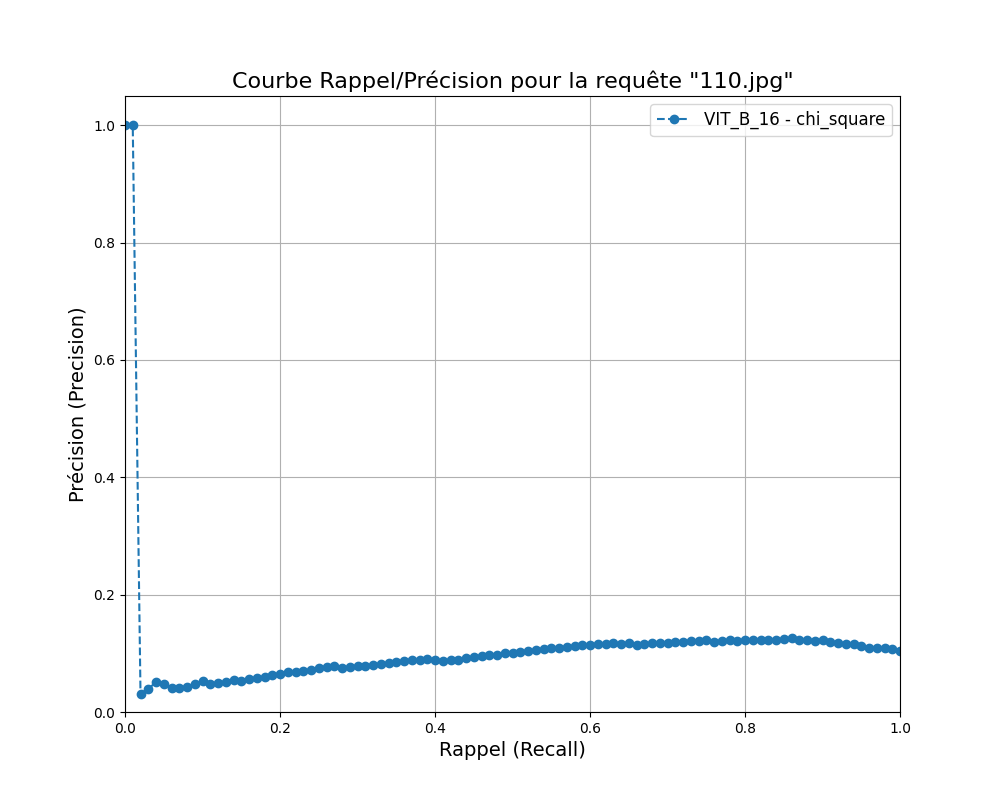 Courbe Rappel/Précision pour la requête "110.jpg"
VIT_B_16 - chi_square
Précision (Precision)
1.0
0.8
0.6
0.4
0.2
0.0
0.0 0.2 0.4 0.6 0.8 1.0
Rappel (Recall)